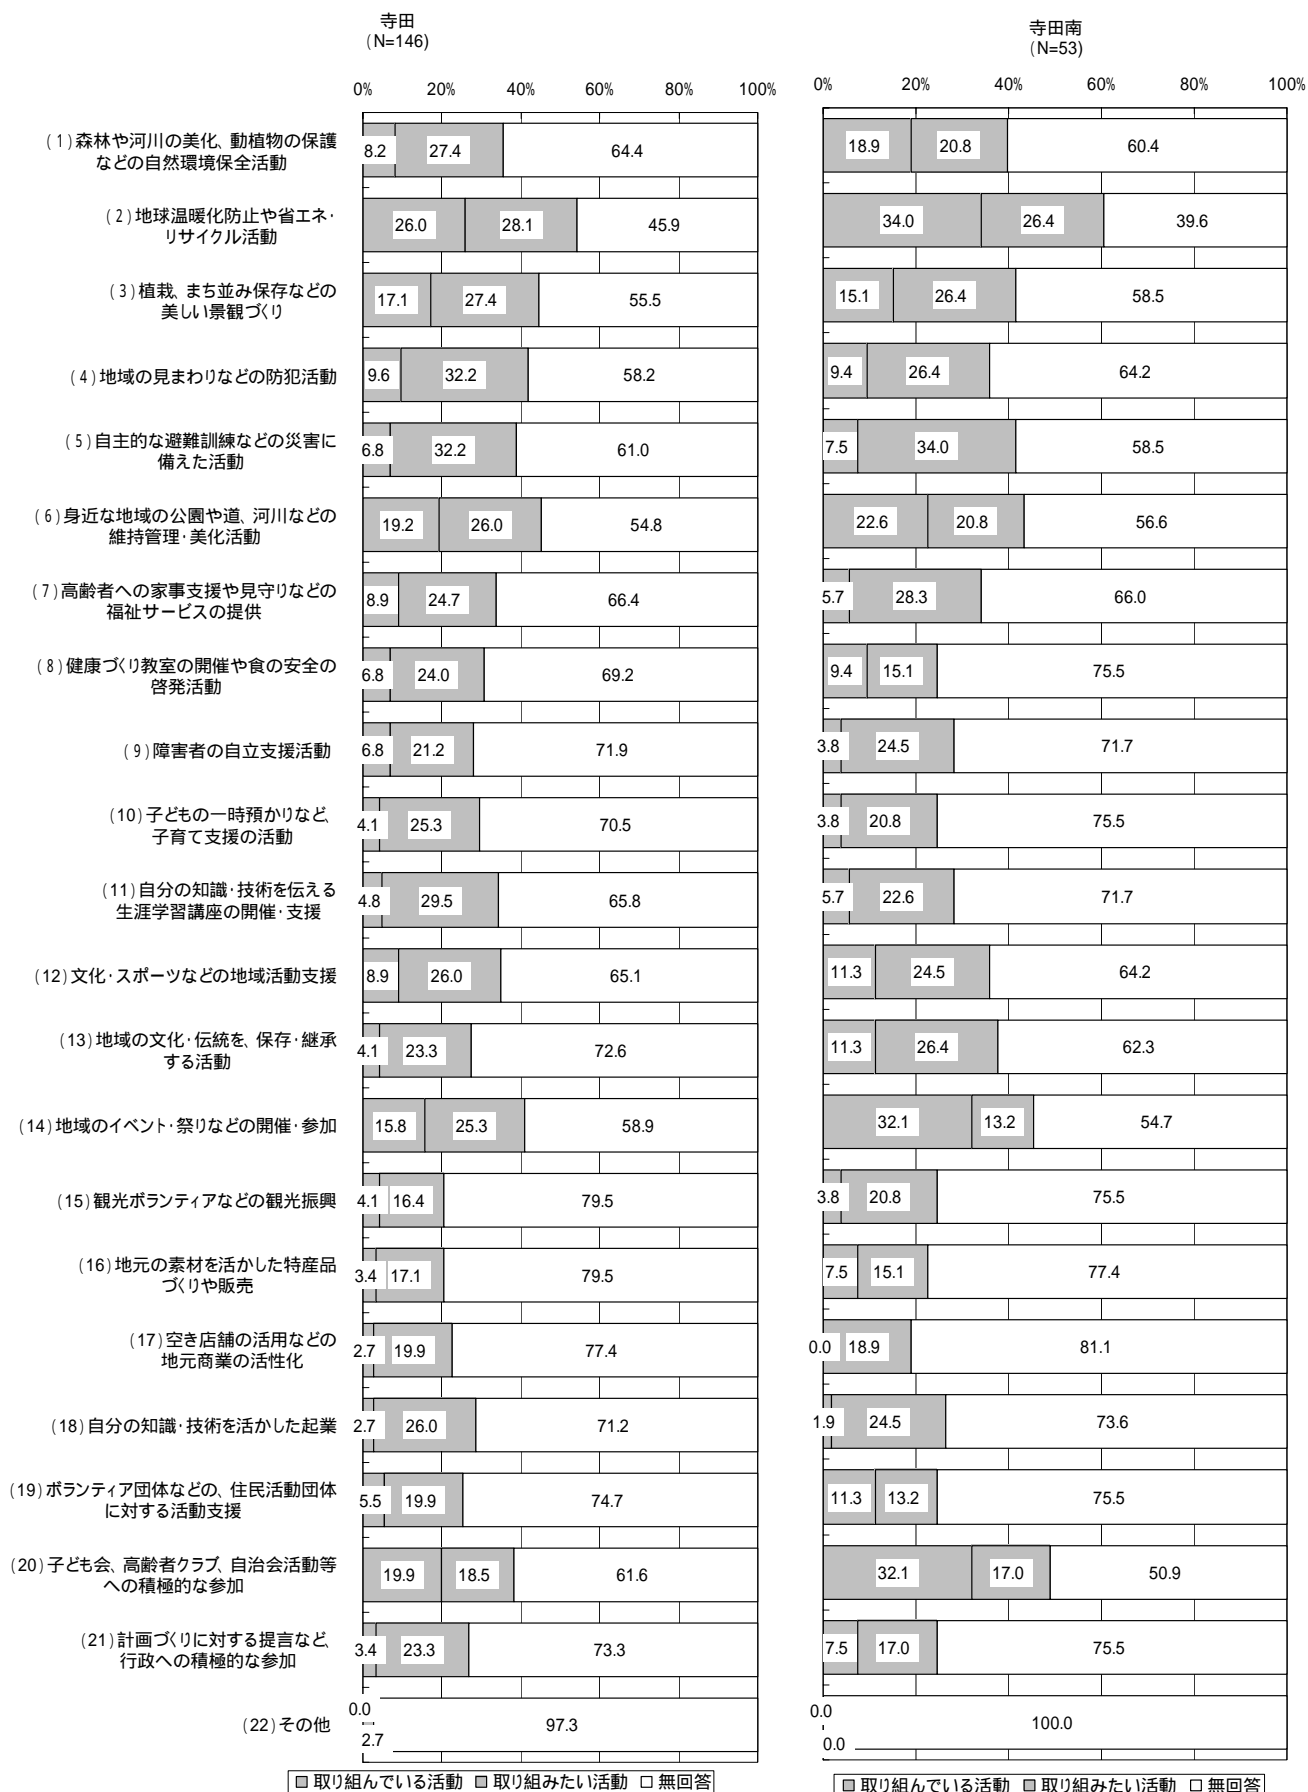 寺田
(N=146)
寺田南
(N=53)
0% 20% 40% 60% 80% 100%
0% 20% 40% 60% 80% 100%
(1)森林や河川の美化、動植物の保護
などの自然環境保全活動
8.2 27.4 64.4
18.9 20.8 60.4
(2)地球温暖化防止や省エネ・
リサイクル活動
26.0 28.1 45.9
34.0 26.4 39.6
(3)植栽、まち並み保存などの
美しい景観づくり
17.1 27.4 55.5
15.1 26.4 58.5
(4)地域の見まわりなどの防犯活動
9.6 32.2 58.2
9.4 26.4 64.2
(5)自主的な避難訓練などの災害に
備えた活動
6.8 32.2 61.0
7.5 34.0 58.5
(6)身近な地域の公園や道、河川などの
維持管理・美化活動
19.2 26.0 54.8
22.6 20.8 56.6
(7)高齢者への家事支援や見守りなどの
福祉サービスの提供
8.9 24.7 66.4
5.7 28.3 66.0
(8)健康づくり教室の開催や食の安全の
啓発活動
6.8 24.0 69.2
9.4 15.1 75.5
(9)障害者の自立支援活動
6.8 21.2 71.9
3.8 24.5 71.7
(10)子どもの一時預かりなど、
子育て支援の活動
4.1 25.3 70.5
3.8 20.8 75.5
(11)自分の知識・技術を伝える
生涯学習講座の開催・支援
4.8 29.5 65.8
5.7 22.6 71.7
(12)文化・スポーツなどの地域活動支援
8.9 26.0 65.1
11.3 24.5 64.2
(13)地域の文化・伝統を、保存・継承
する活動
4.1 23.3 72.6
11.3 26.4 62.3
(14)地域のイベント・祭りなどの開催・参加
15.8 25.3 58.9
32.1 13.2 54.7
(15)観光ボランティアなどの観光振興
4.1 16.4 79.5
3.8 20.8 75.5
(16)地元の素材を活かした特産品
づくりや販売
3.4 17.1 79.5
7.5 15.1 77.4
(17)空き店舗の活用などの
地元商業の活性化
2.7 19.9 77.4
0.0 18.9 81.1
(18)自分の知識・技術を活かした起業
2.7 26.0 71.2
1.9 24.5 73.6
(19)ボランティア団体などの、住民活動団体
に対する活動支援
5.5 19.9 74.7
11.3 13.2 75.5
(20)子ども会、高齢者クラブ、自治会活動等
への積極的な参加
19.9 18.5 61.6
32.1 17.0 50.9
(21)計画づくりに対する提言など、
行政への積極的な参加
3.4 23.3 73.3
7.5 17.0 75.5
(22)その他
0.0
2.7
97.3
0.0
0.0
100.0
取り組んでいる活動 取り組みたい活動 無回答
取り組んでいる活動 取り組みたい活動 無回答